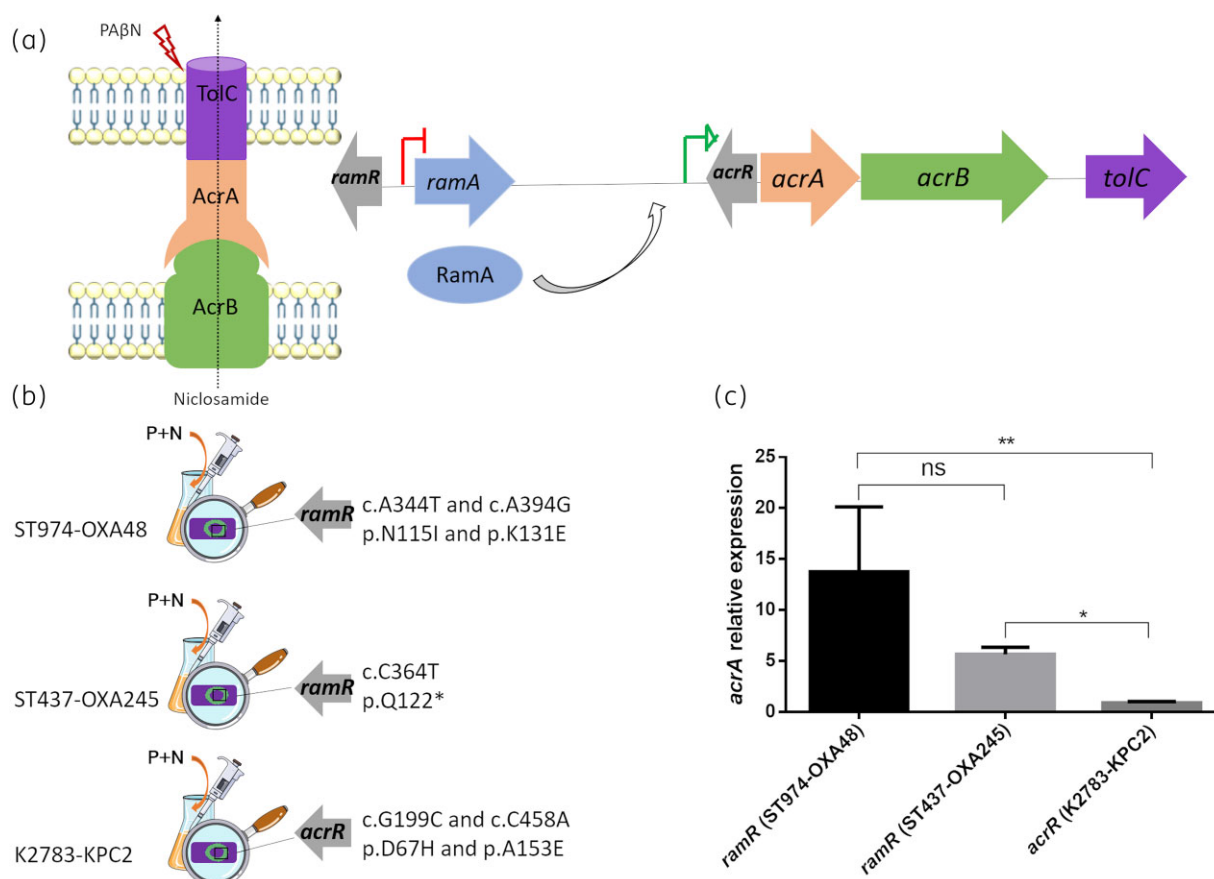 (a)
PAβN
TolC
AcrA
AcrB
Niclosamide
ramR
ramA
RamA
acrR
acrA
acrB
tolC
(b)
P+N
ST974-OXA48
ramR
c.A344T and c.A394G
p.N115I and p.K131E
P+N
ST437-OXA245
ramR
c.C364T
p.Q122*
P+N
K2783-KPC2
acrR
c.G199C and c.C458A
p.D67H and p.A153E
(c)
acrA relative expression
25
20
15
10
5
0
**
ns
*
ramR (ST974-OXA48)
ramR (ST437-OXA245)
acrR (K2783-KPC2)